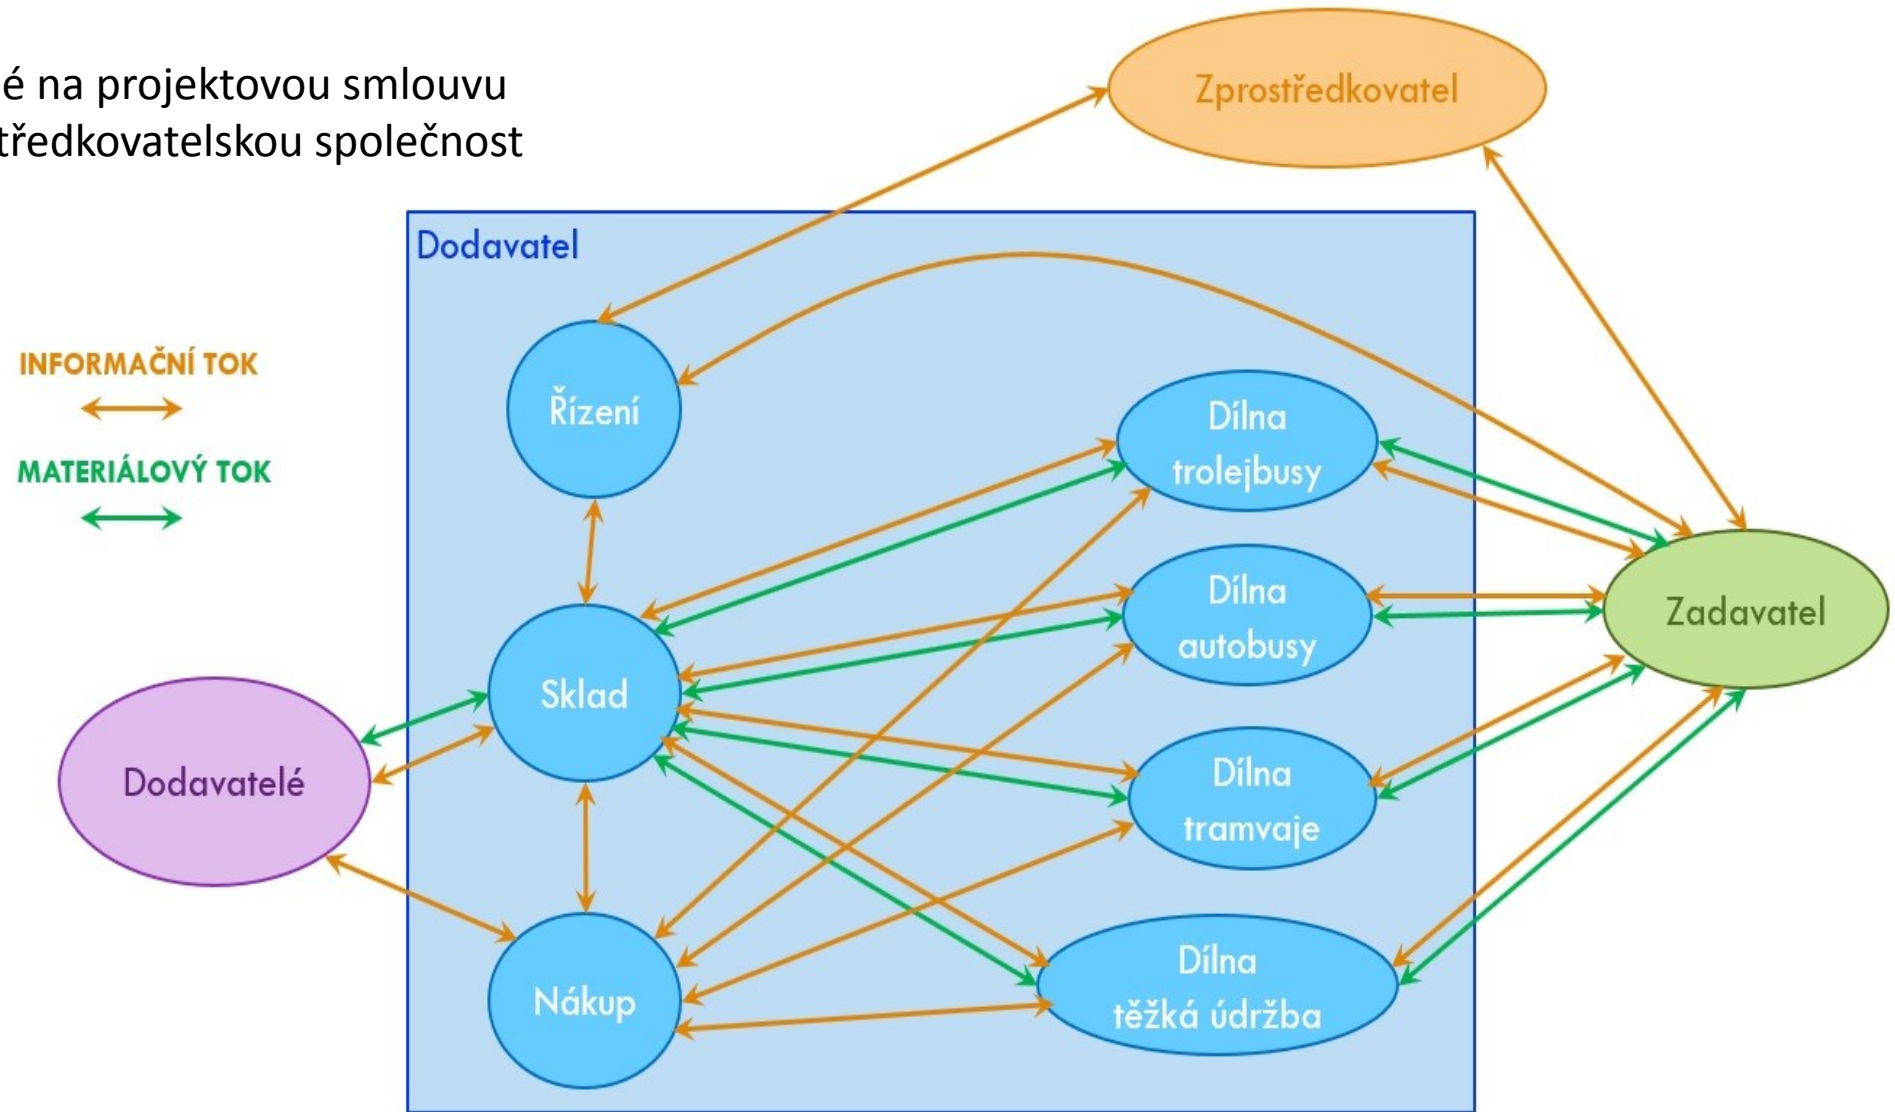 é na projektovou smlouvu
tředkovatelskou společnost
Zprostředkovatel
Dodavatel
INFORMAČNÍ TOK
MATERIÁLOVÝ TOK
Řízení
Dílna
trolejbusy
Dílna
autobusy
Zadavatel
Sklad
Dodavatelé
Dílna
tramvaje
Nákup
Dílna
těžká údržba